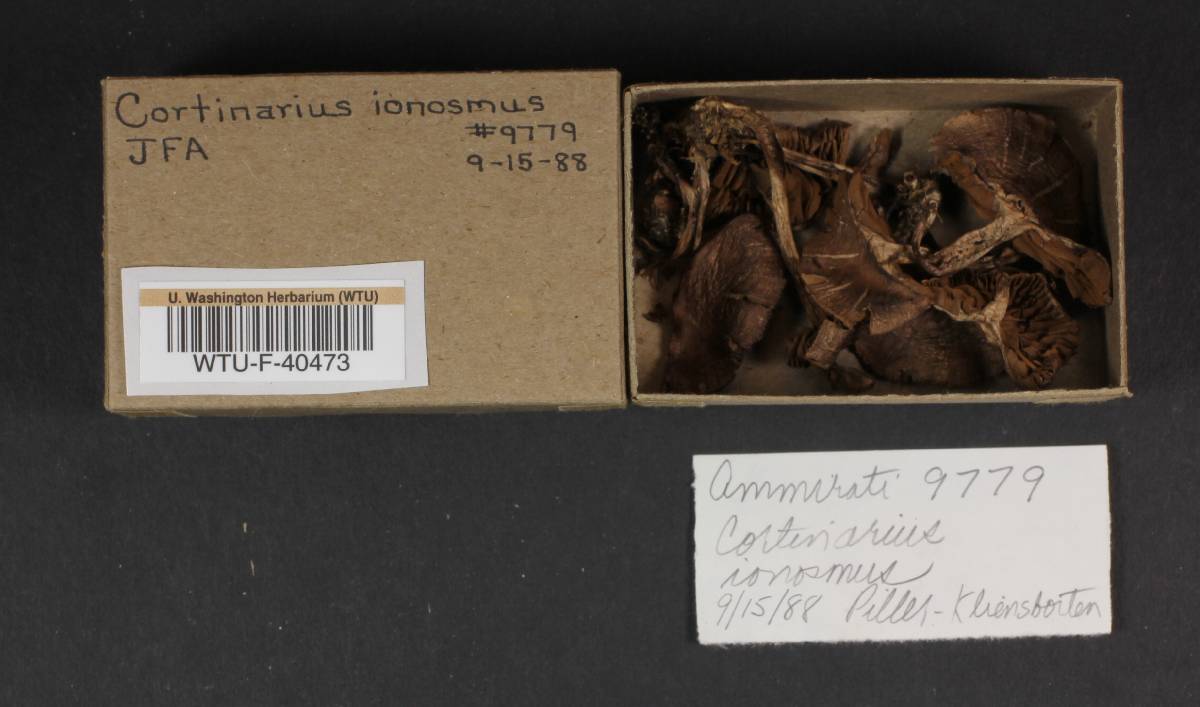 Cortinarius ionosmus
JFA #9779
9-15-88
U. Washington Herbarium (WTU)
WTU-F-40473
Ammirati 9779
Cortinarius
ionosmus
9/15/88